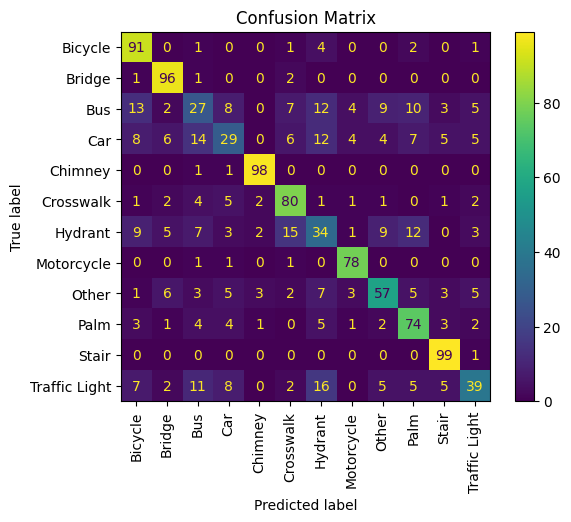 Confusion Matrix
True label
Bicycle 91 0 1 0 0 1 4 0 0 2 0 1
Bridge 1 96 1 0 0 2 0 0 0 0 0 0
Bus 13 2 27 8 0 7 12 4 9 10 3 5
Car 8 6 14 29 0 6 12 4 4 7 5 5
Chimney 0 0 1 1 98 0 0 0 0 0 0 0
Crosswalk 1 2 4 5 2 80 1 1 1 0 1 2
Hydrant 9 5 7 3 2 15 34 1 9 12 0 3
Motorcycle 0 0 1 1 0 1 0 78 0 0 0 0
Other 1 6 3 5 3 2 7 3 57 5 3 5
Palm 3 1 4 4 1 0 5 1 2 74 3 2
Stair 0 0 0 0 0 0 0 0 0 0 99 1
Traffic Light 7 2 11 8 0 2 16 0 5 5 5 39
Bicycle Bridge Bus Car Chimney Crosswalk Hydrant Motorcycle Other Palm Stair Traffic Light
Predicted label
80
60
40
20
0